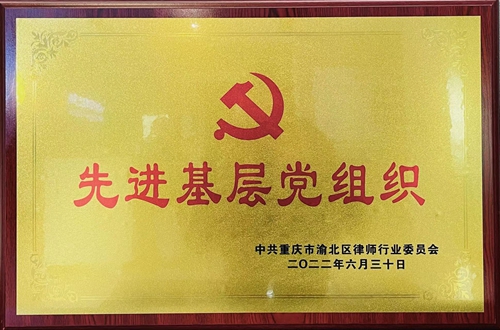 先进基层党组织
中共重庆市渝北区律师行业委员会
二〇二二年六月三十日